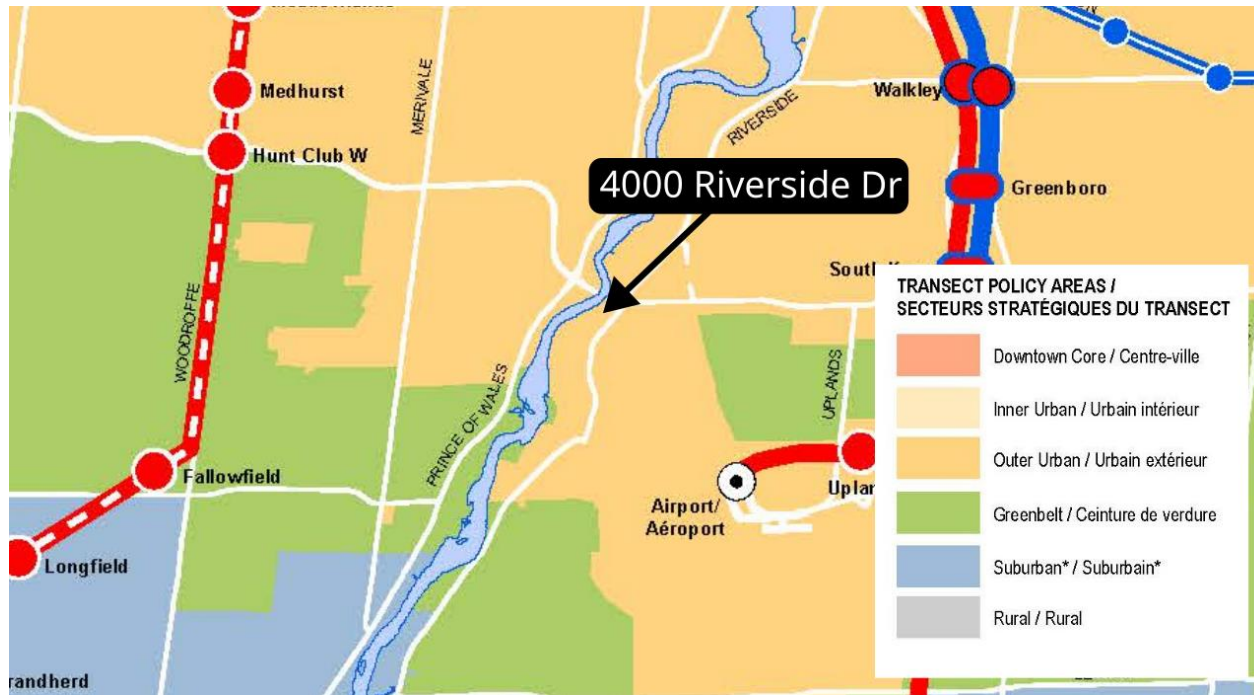 Medhurst
Hunt Club W
MERIVALE
RIVERSIDE
Walkley
4000 Riverside Dr
Greenboro
WOODROFFE
PRINCE OF WALES
UPLANDS
Fallowfield
Airport/
Aéroport
Longfield
TRANSECT POLICY AREAS /
SECTEURS STRATÉGIQUES DU TRANSECT
Downtown Core / Centre-ville
Inner Urban / Urbain intérieur
Outer Urban / Urbain extérieur
Greenbelt / Ceinture de verdure
Suburban* / Suburbain*
Rural / Rural